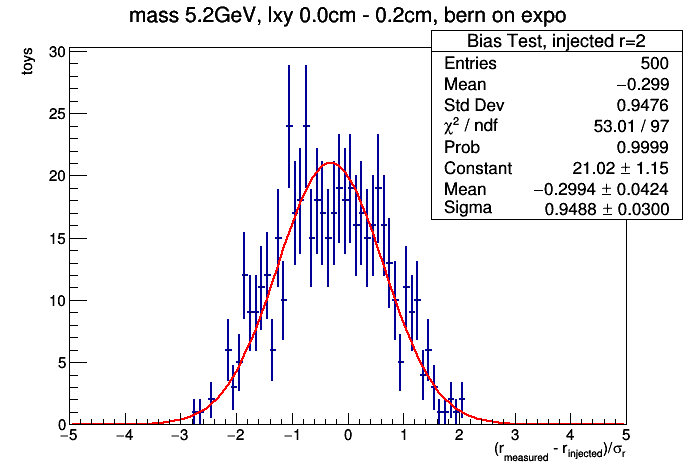 mass 5.2GeV, lxy 0.0cm - 0.2cm, bern on expo
Bias Test, injected r=2
Entries 500
Mean −0.299
Std Dev 0.9476
χ² / ndf 53.01 / 97
Prob 0.9999
Constant 21.02 ± 1.15
Mean −0.2994 ± 0.0424
Sigma 0.9488 ± 0.0300
toys
30
25
20
15
10
5
0
−5 −4 −3 −2 −1 0 1 2 3 4 5
(r_measured - r_injected)/σ_r